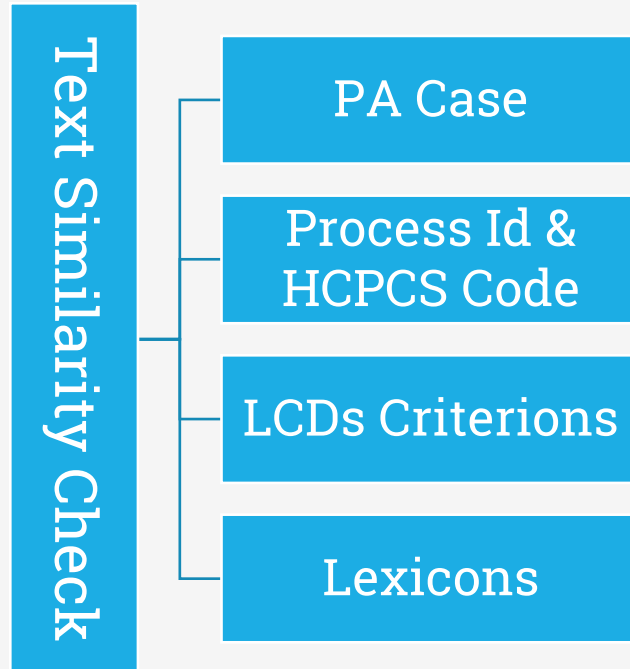 Text Similarity Check
PA Case
Process Id &
HCPCS Code
LCDs Criterions
Lexicons